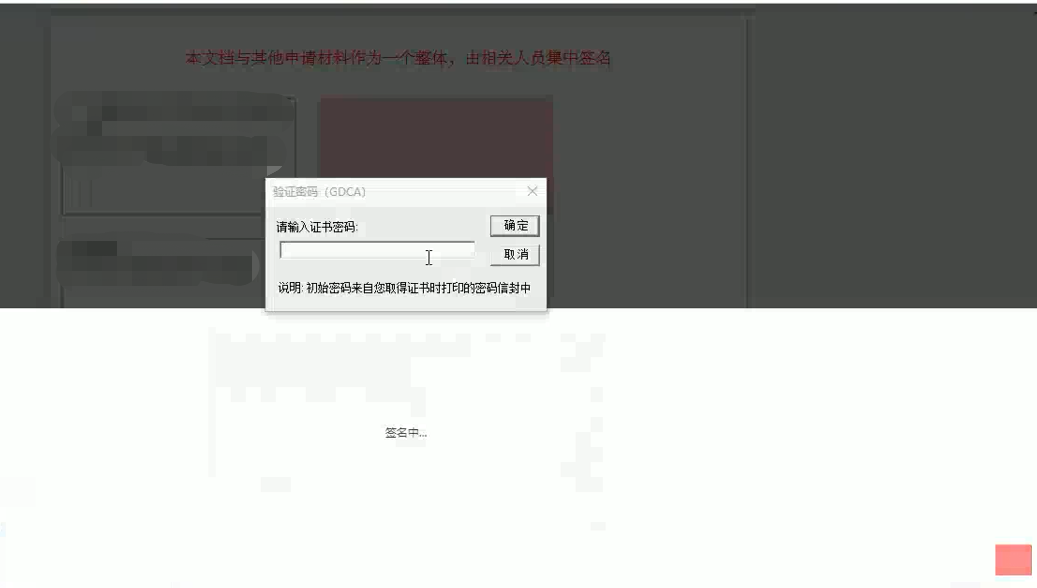 本文档与其他申请材料作为一个整体，由相关人员集中签名
验证密码（GDCA）
请输入证书密码:
确定
取消
说明: 初始密码来自您取得证书时打印的密码信封中
签名中...